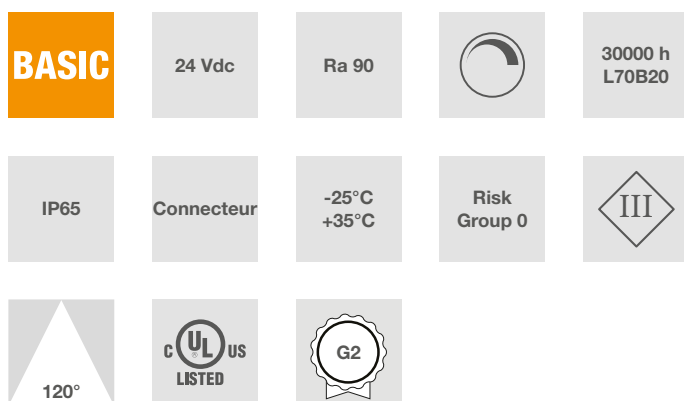 BASIC
24 Vdc
Ra 90
30000 h
L70B20
IP65
Connecteur
-25°C
+35°C
Risk
Group 0
III
120°
C UL US
®
LISTED
G2